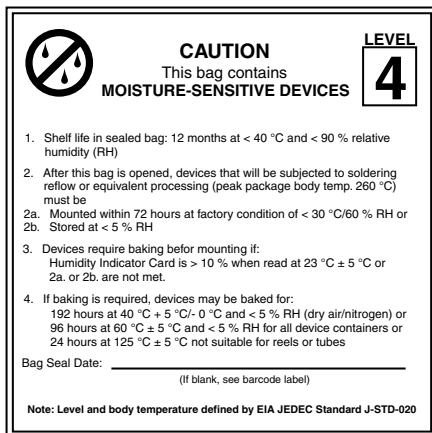 CAUTION
LEVEL
4
This bag contains
MOISTURE-SENSITIVE DEVICES
1. Shelf life in sealed bag: 12 months at < 40 °C and < 90 % relative
humidity (RH)
2. After this bag is opened, devices that will be subjected to soldering
reflow or equivalent processing (peak package body temp. 260 °C)
must be
2a. Mounted within 72 hours at factory condition of < 30 °C/60 % RH or
2b. Stored at < 5 % RH
3. Devices require baking befor mounting if:
Humidity Indicator Card is > 10 % when read at 23 °C ± 5 °C or
2a. or 2b. are not met.
4. If baking is required, devices may be baked for:
192 hours at 40 °C + 5 °C/- 0 °C and < 5 % RH (dry air/nitrogen) or
96 hours at 60 °C ± 5 °C and < 5 % RH for all device containers or
24 hours at 125 °C ± 5 °C not suitable for reels or tubes
Bag Seal Date:
(If blank, see barcode label)
Note: Level and body temperature defined by EIA JEDEC Standard J-STD-020